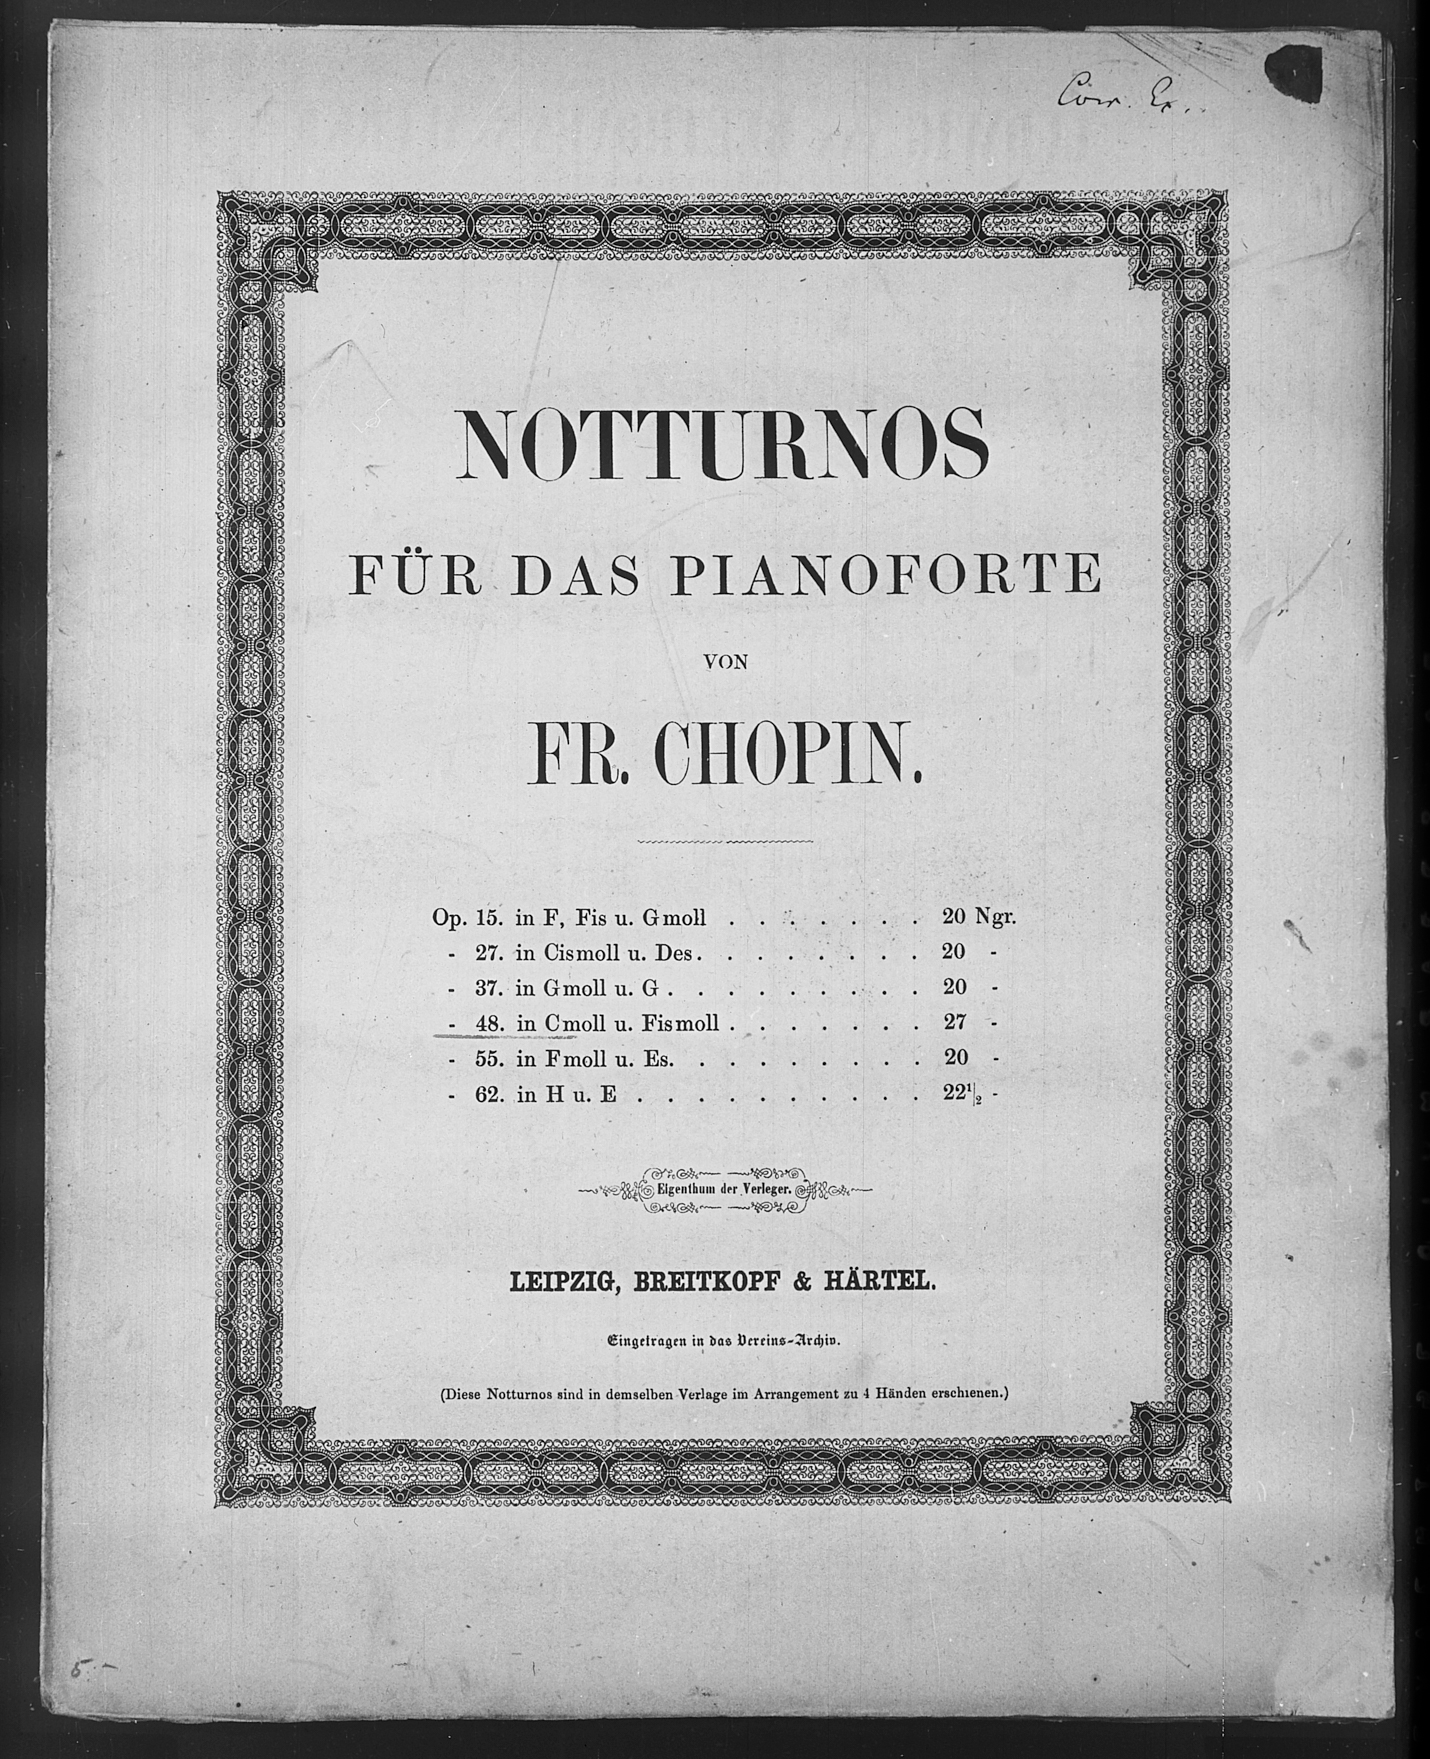 Corr. Ex.
NOTTURNOS
FÜR DAS PIANOFORTE
VON
FR. CHOPIN.
Op. 15. in F, Fis u. Gmoll . . . . . . . 20 Ngr.
- 27. in Cismoll u. Des . . . . . . . . 20 -
- 37. in Gmoll u. G . . . . . . . . . 20 -
- 48. in Cmoll u. Fismoll . . . . . . . 27 -
- 55. in Fmoll u. Es. . . . . . . . . 20 -
- 62. in H u. E . . . . . . . . . . 22 1/2 -
Eigenthum der Verleger.
LEIPZIG, BREITKOPF & HÄRTEL.
Eingetragen in das Vereins-Archiv.
(Diese Notturnos sind in demselben Verlage im Arrangement zu 4 Händen erschienen.)
5.-